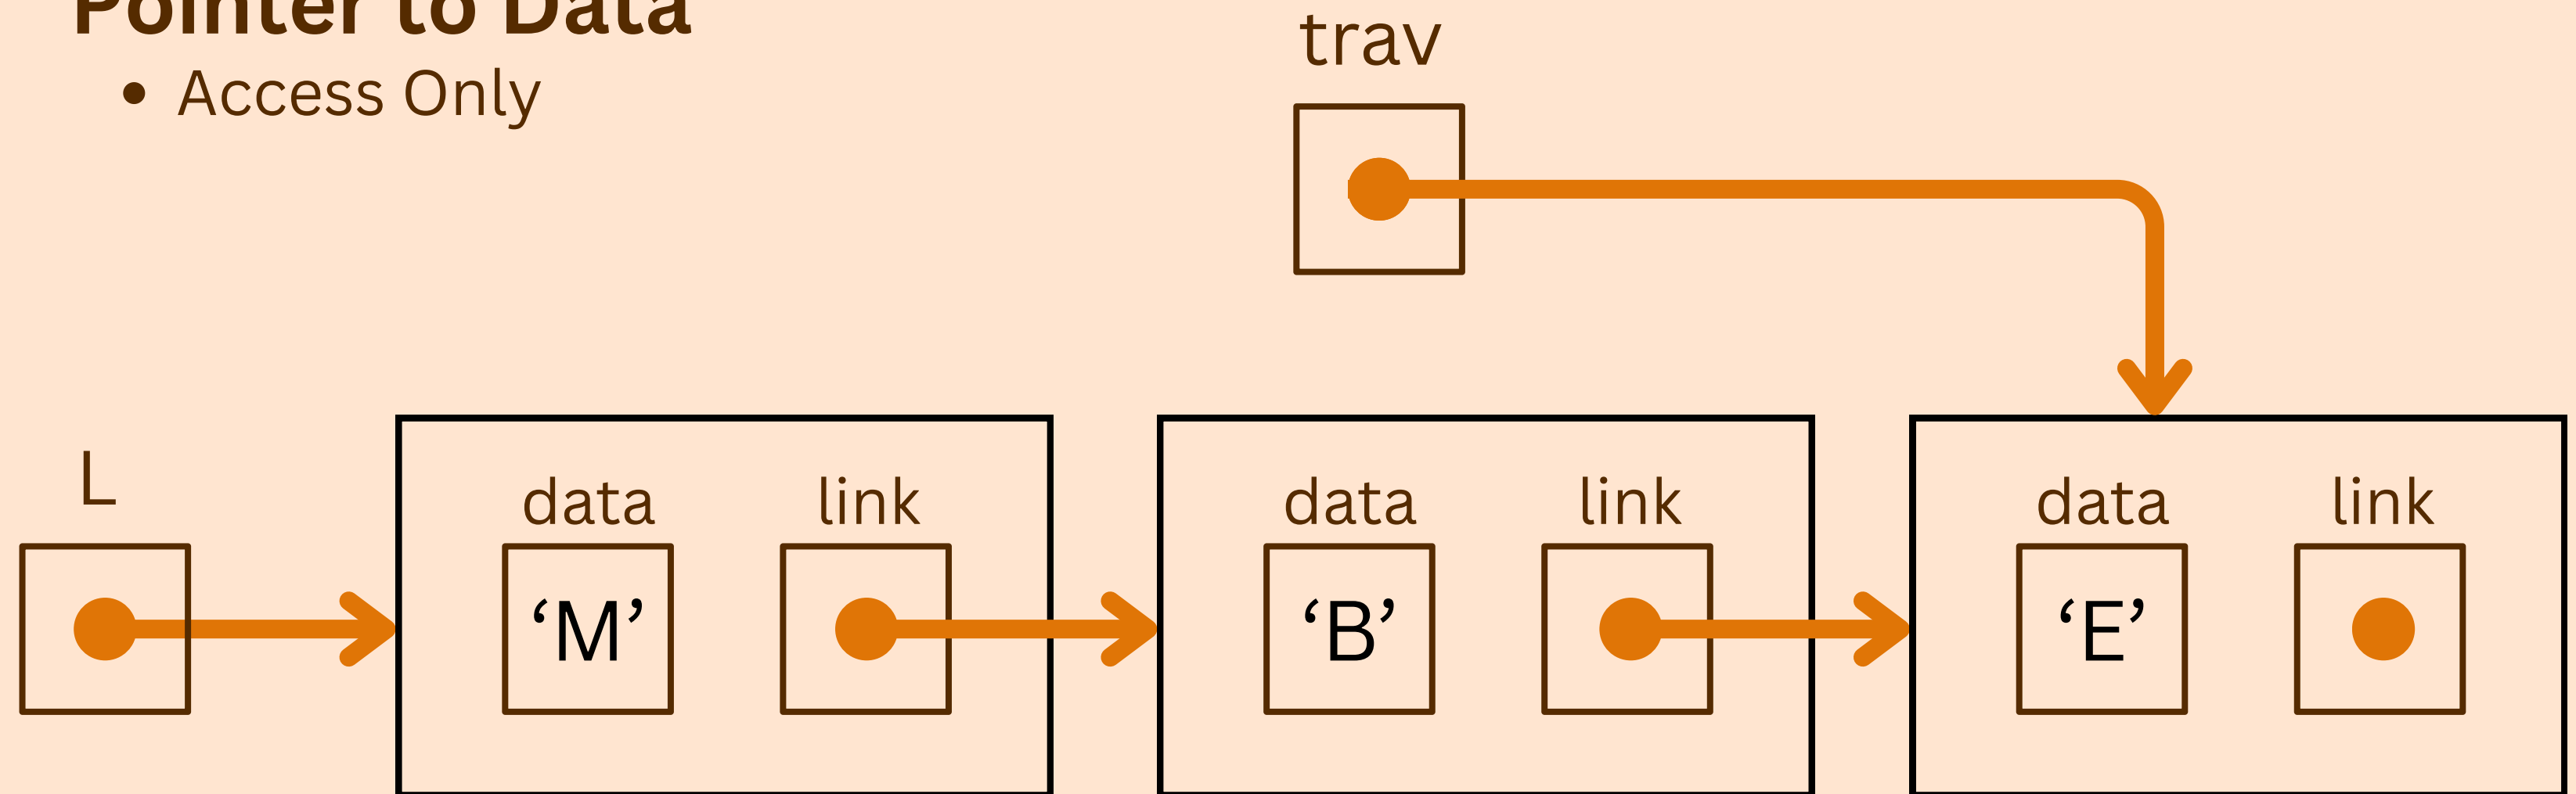 Pointer to Data
• Access Only
trav
L
data link data link data link
‘M’ ‘B’ ‘E’